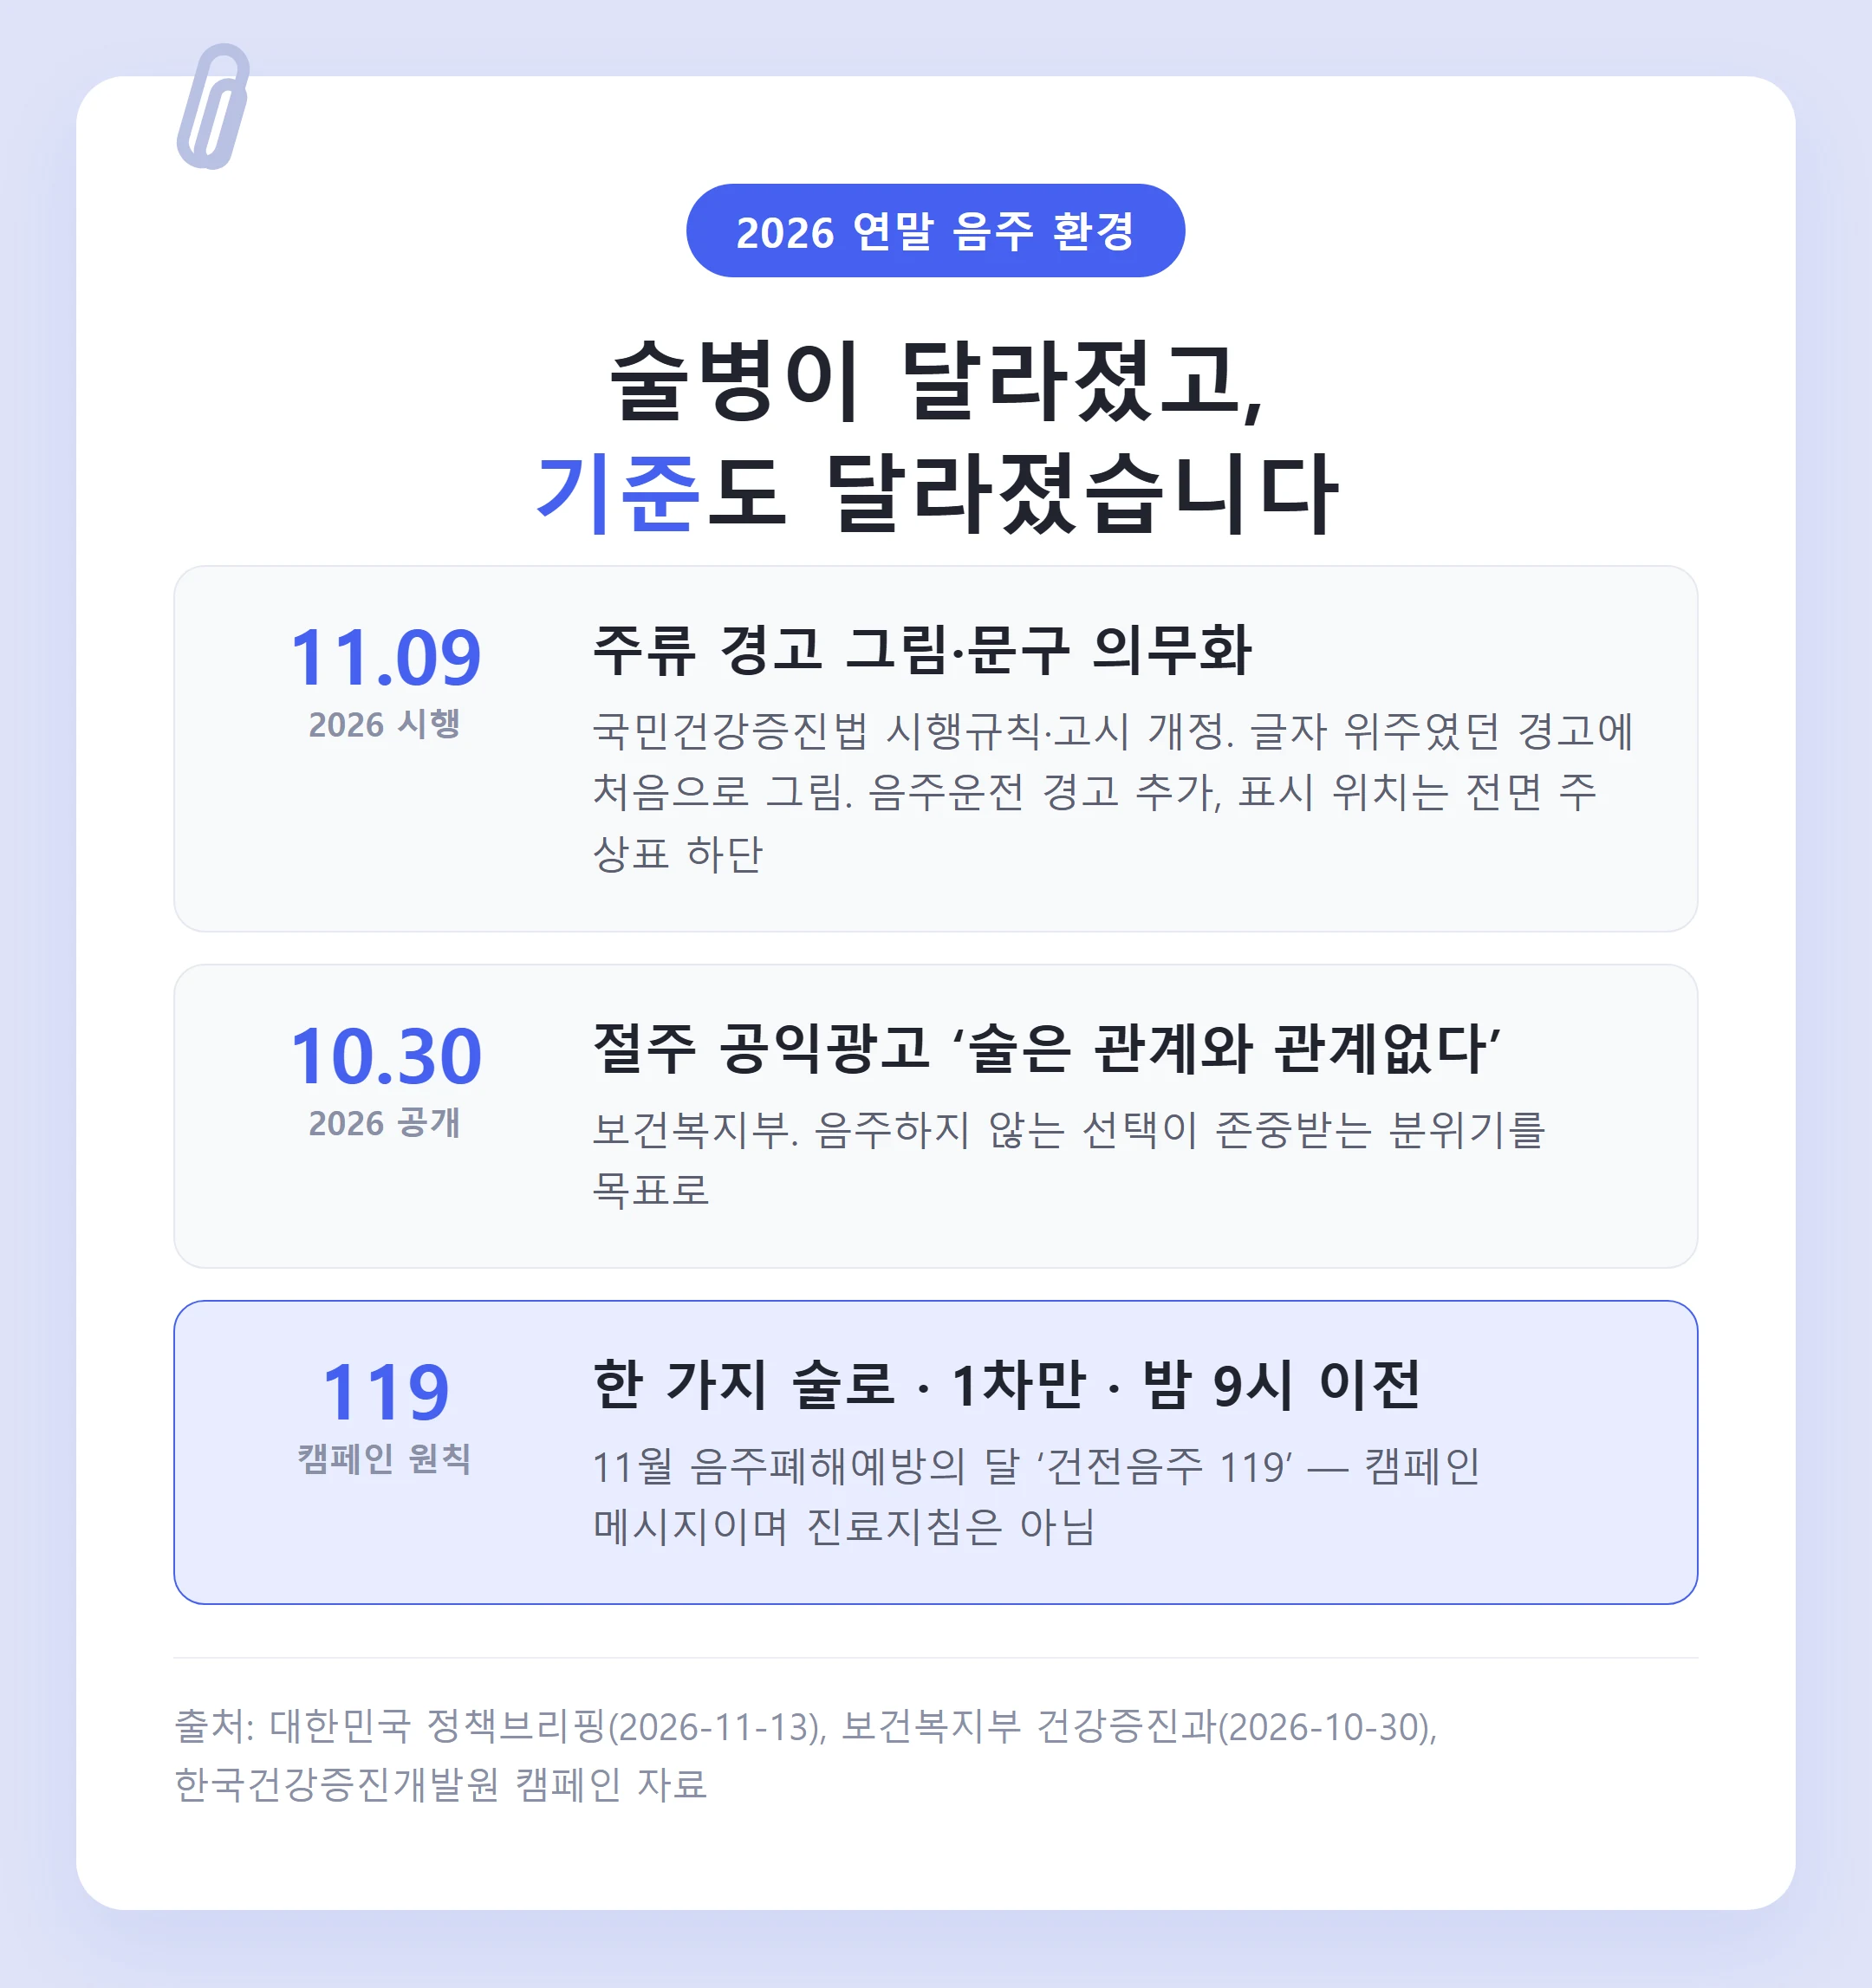 2026 연말 음주 환경
술병이 달라졌고,
기준도 달라졌습니다
11.09
2026 시행
주류 경고 그림·문구 의무화
국민건강증진법 시행규칙·고시 개정. 글자 위주였던 경고에
처음으로 그림. 음주운전 경고 추가, 표시 위치는 전면 주
상표 하단
10.30
2026 공개
절주 공익광고 ‘술은 관계와 관계없다’
보건복지부. 음주하지 않는 선택이 존중받는 분위기를
목표로
119
캠페인 원칙
한 가지 술로 · 1차만 · 밤 9시 이전
11월 음주폐해예방의 달 ‘건전음주 119’ — 캠페인
메시지이며 진료지침은 아님
출처: 대한민국 정책브리핑(2026-11-13), 보건복지부 건강증진과(2026-10-30),
한국건강증진개발원 캠페인 자료